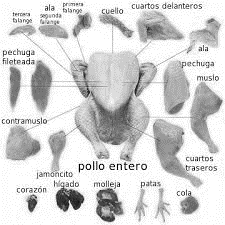 tercera
falange
ala
segunda
falange
primera
falange
cuello
cuartos delanteros
ala
pechuga
fileteada
pechuga
muslo
contramuslo
cuartos
traseros
jamoncito
pollo entero
corazón
hígado
molleja
patas
cola